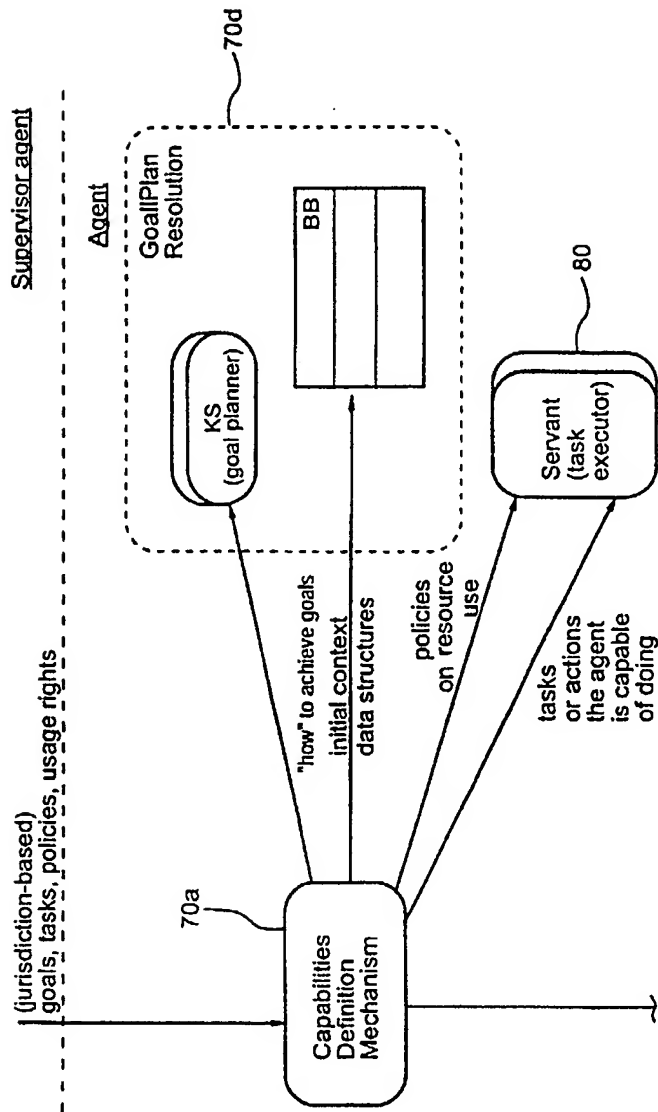 Supervisor agent
(jurisdiction-based)
goals, tasks, policies, usage rights
Agent
70d
GoallPlan
Resolution
KS
(goal planner)
BB
70a
Capabilities
Definition
Mechanism
"how" to achieve goals
initial context
data structures
policies
on resource
use
tasks
or actions
the agent
is capable
of doing
80
Servant
(task
executor)